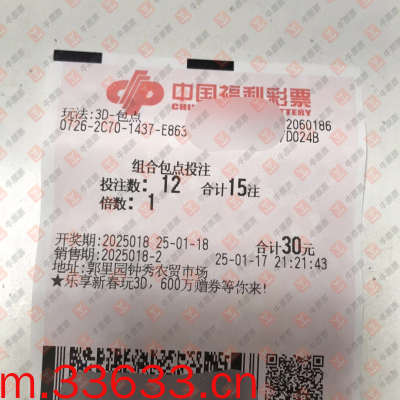 中国福利彩票
玩法:3D-包点
0726-2C70-1437-E863
2060186
/D024B
组合包点投注
投注数: 12 合计15注
倍数: 1
开奖期:2025018 25-01-18 合计30元
销售期:2025018-2 25-01-17 21:21:43
地址:郭里园钟秀农贸市场
★乐享新春玩3D,600万赠券等你来!
m.33633.cn